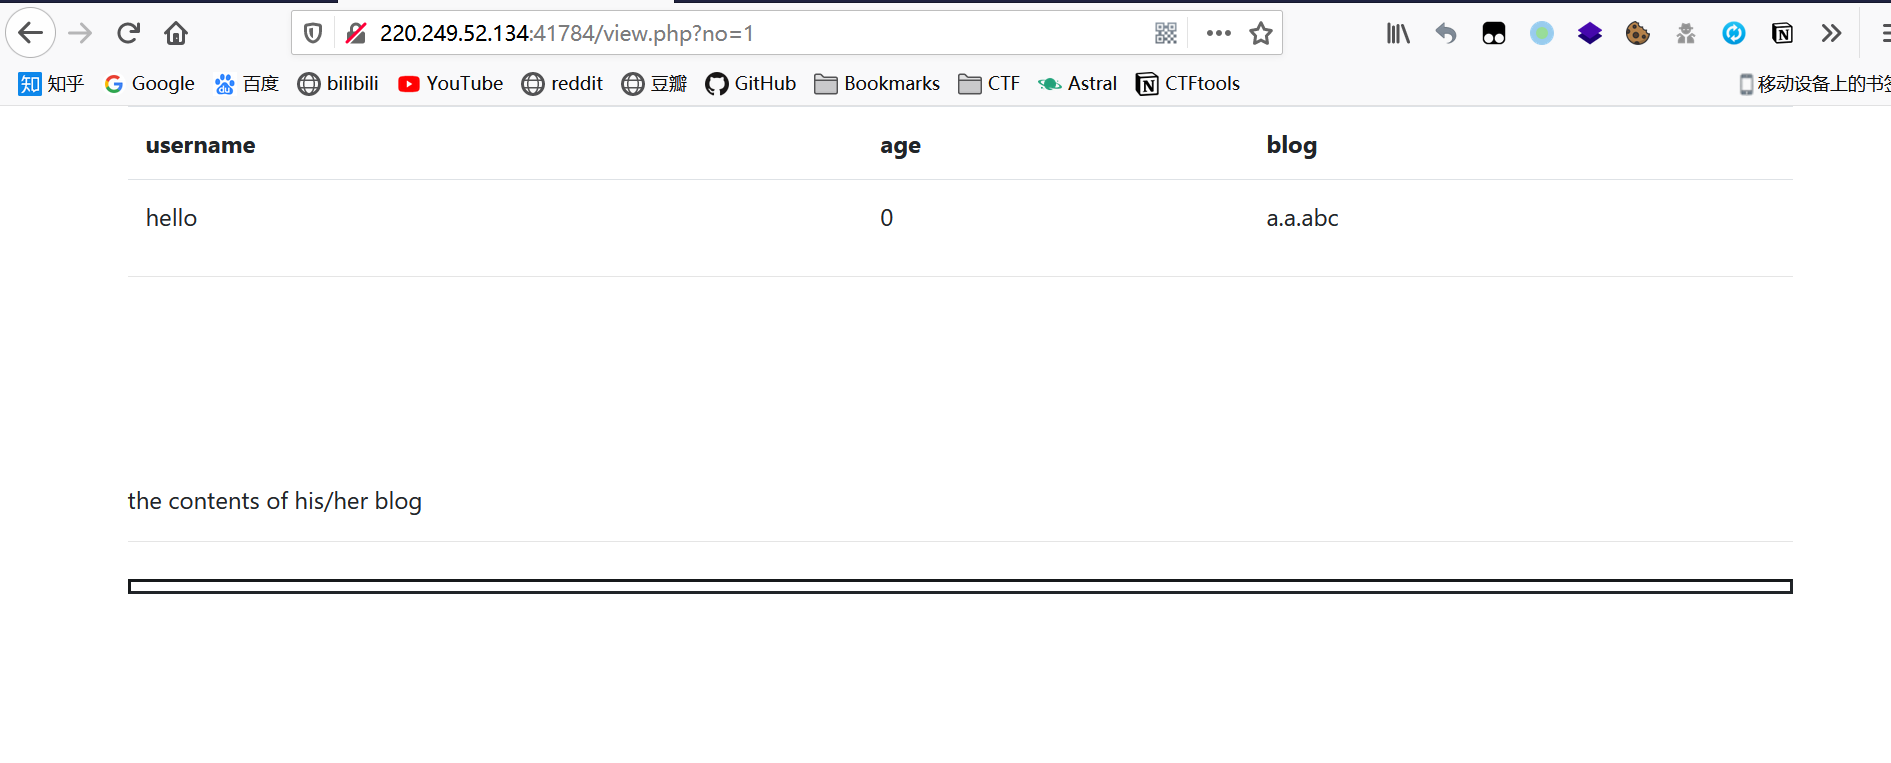 220.249.52.134:41784/view.php?no=1
知 知乎 Google 百度 bilibili YouTube reddit 豆瓣 GitHub Bookmarks CTF Astral CTFtools 移动设备上的书签
username age blog
hello 0 a.a.abc
the contents of his/her blog